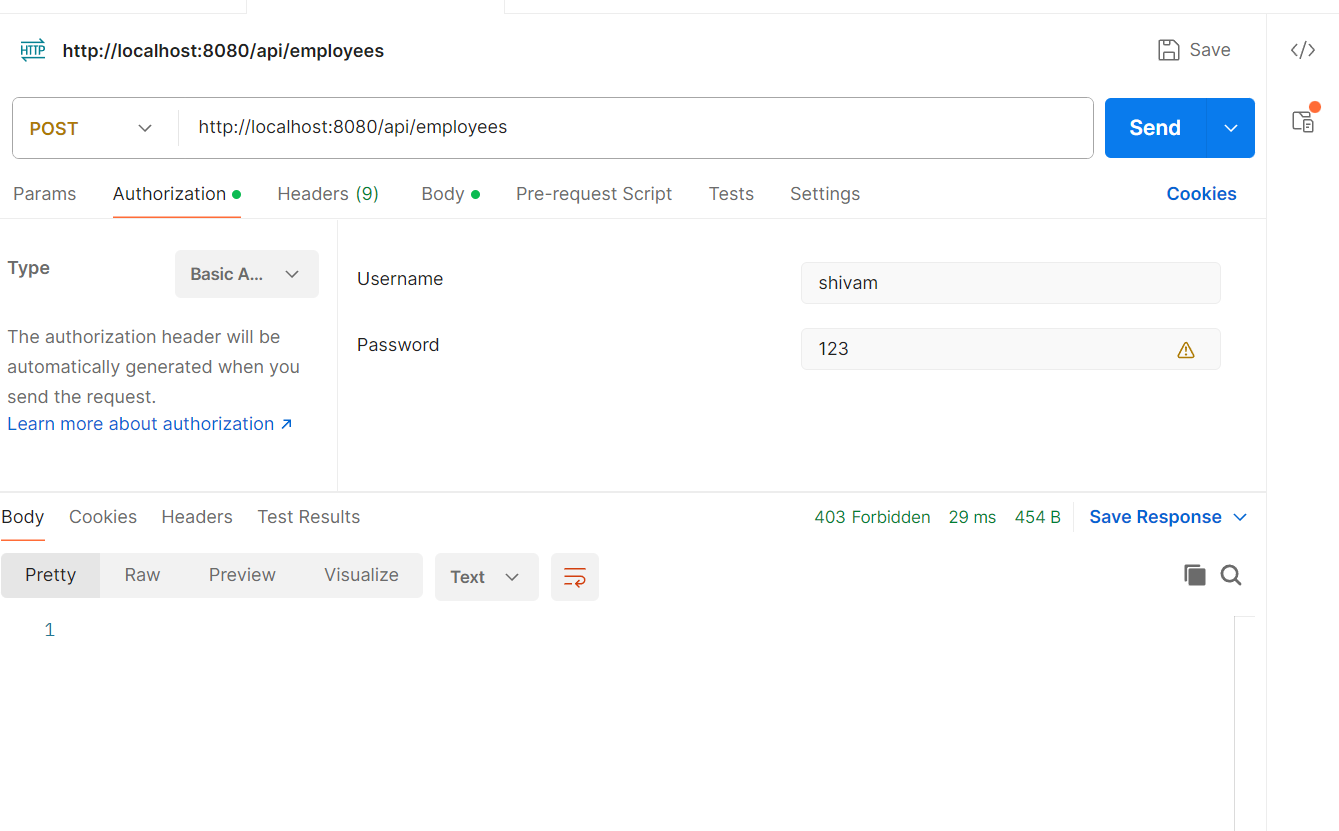 HTTP http://localhost:8080/api/employees Save </>
POST http://localhost:8080/api/employees Send
Params Authorization Headers (9) Body Pre-request Script Tests Settings Cookies
Type Basic A...
The authorization header will be
automatically generated when you
send the request.
Learn more about authorization ↗
Username shivam
Password 123
Body Cookies Headers Test Results 403 Forbidden 29 ms 454 B Save Response
Pretty Raw Preview Visualize Text
1